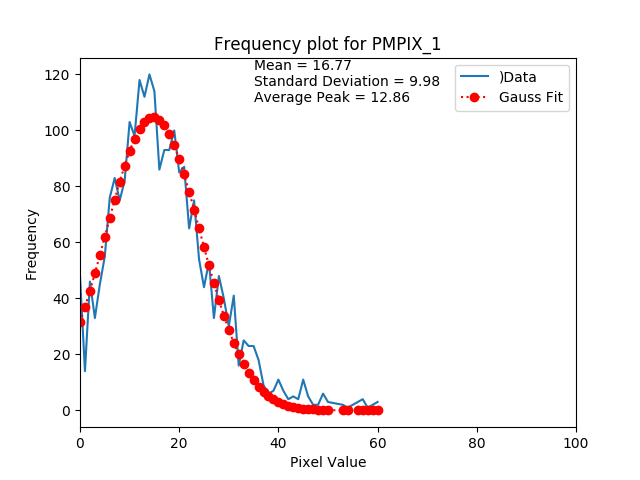 Frequency plot for PMPIX_1
Mean = 16.77
Standard Deviation = 9.98
Average Peak = 12.86
)Data
Gauss Fit
Frequency
120
100
80
60
40
20
0
0 20 40 60 80 100
Pixel Value